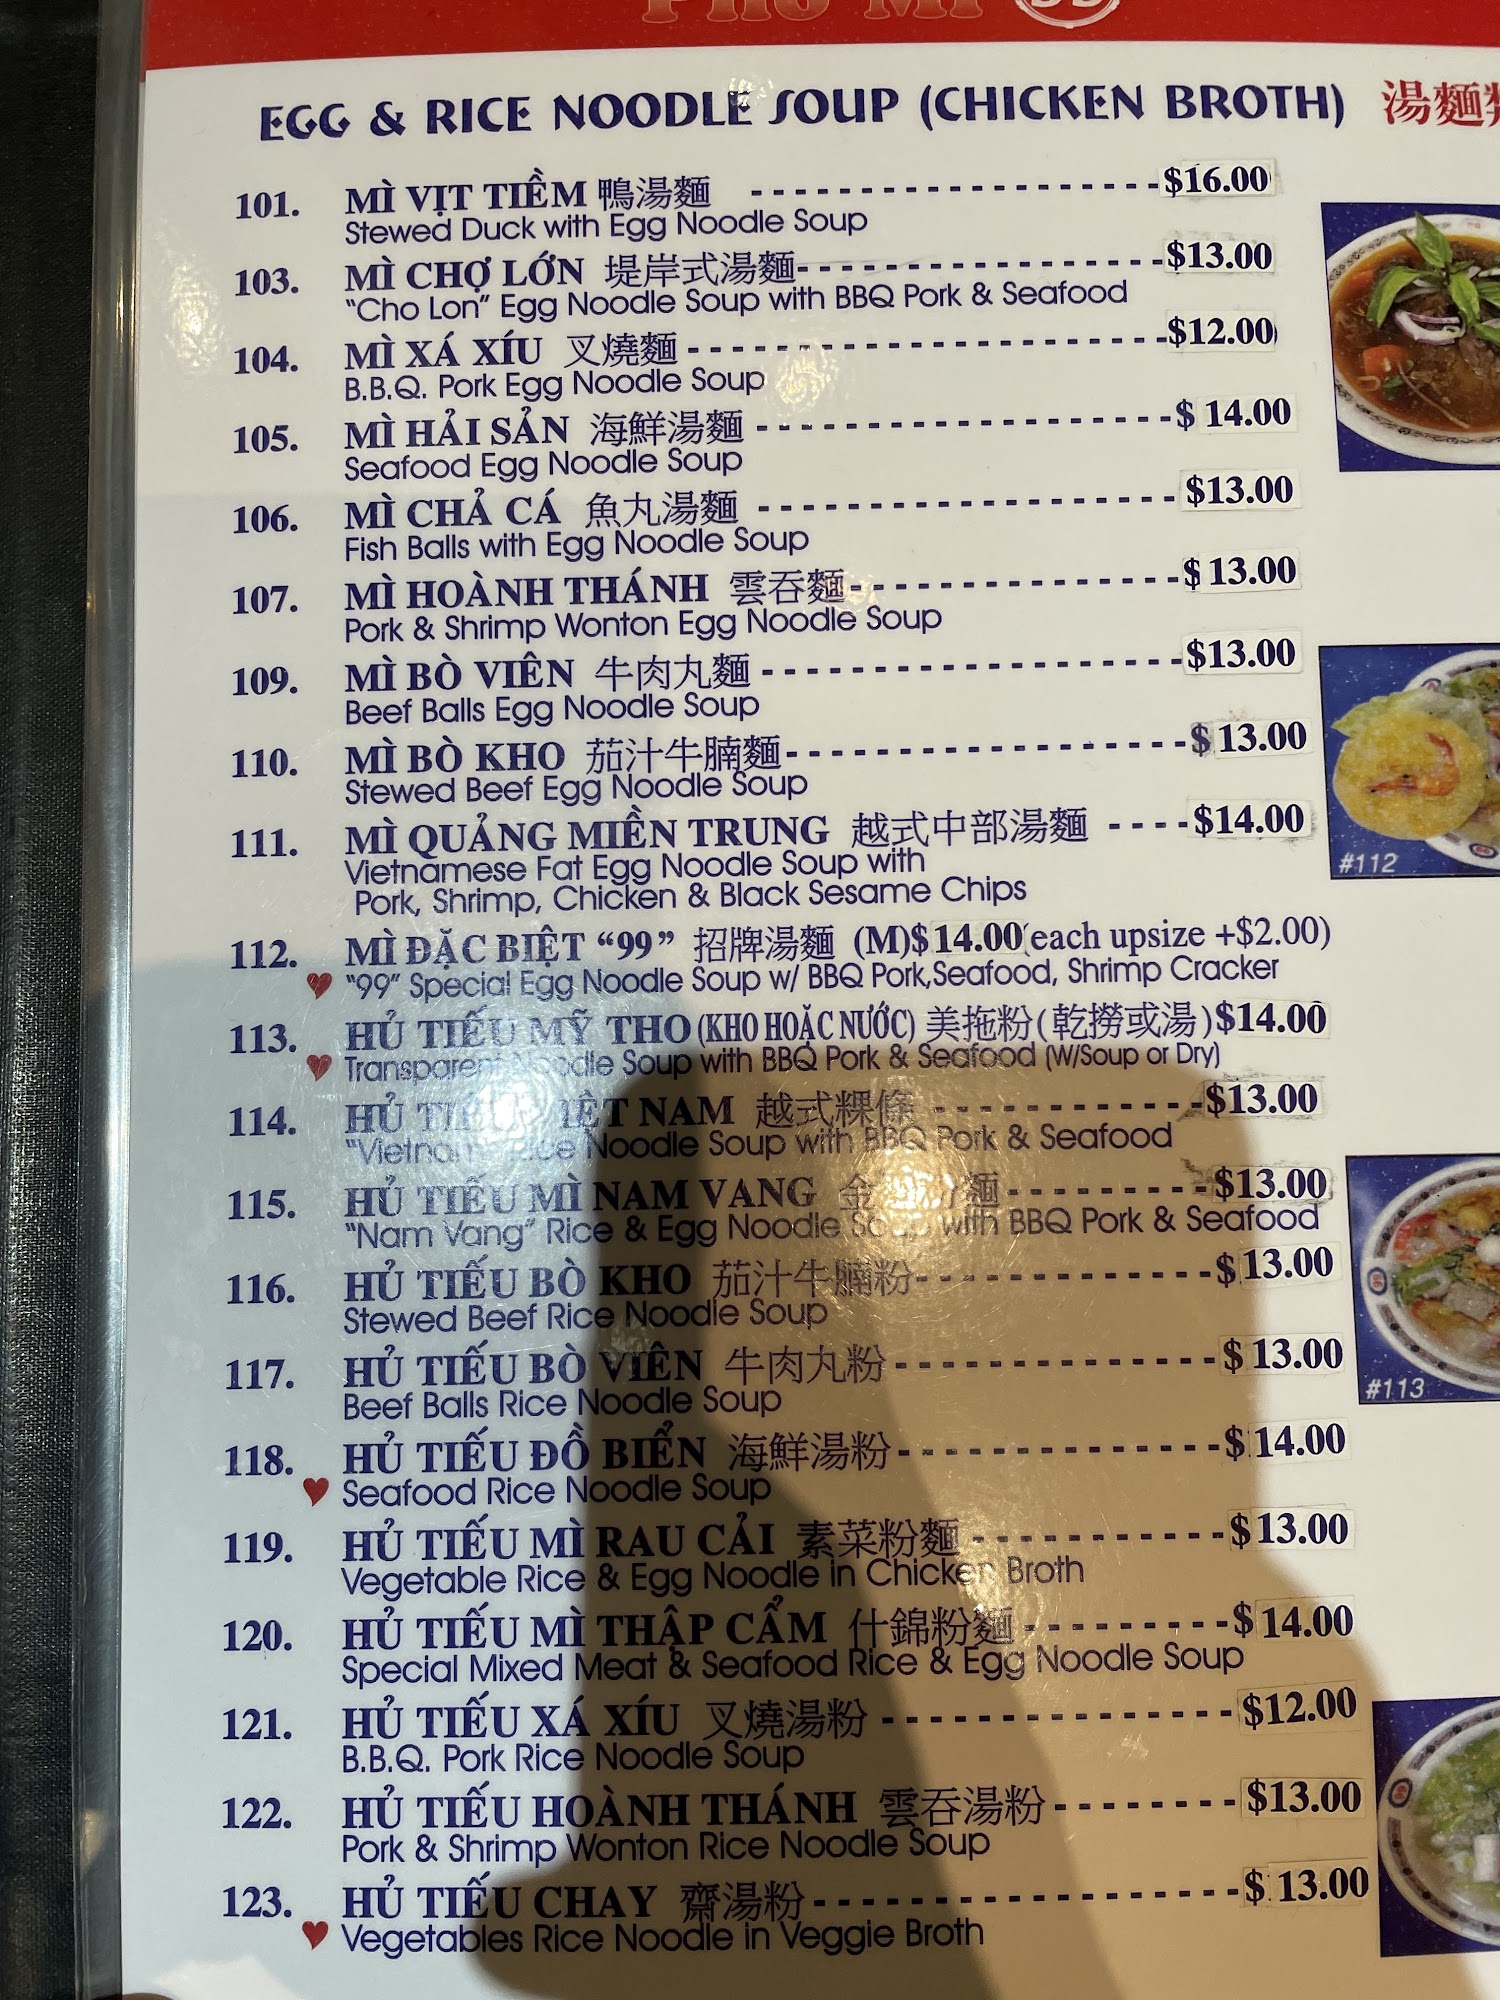 PHO MI 99
EGG & RICE NOODLE SOUP (CHICKEN BROTH) 湯麵類
101. MÌ VỊT TIỀM 鴨湯麵 $16.00
Stewed Duck with Egg Noodle Soup
103. MÌ CHỢ LỚN 堤岸式湯麵 $13.00
"Cho Lon" Egg Noodle Soup with BBQ Pork & Seafood
104. MÌ XÁ XÍU 叉燒麵 $12.00
B.B.Q. Pork Egg Noodle Soup
105. MÌ HẢI SẢN 海鮮湯麵 $14.00
Seafood Egg Noodle Soup
106. MÌ CHẢ CÁ 魚丸湯麵 $13.00
Fish Balls with Egg Noodle Soup
107. MÌ HOÀNH THÁNH 雲吞麵 $13.00
Pork & Shrimp Wonton Egg Noodle Soup
109. MÌ BÒ VIÊN 牛肉丸麵 $13.00
Beef Balls Egg Noodle Soup
110. MÌ BÒ KHO 茄汁牛腩麵 $13.00
Stewed Beef Egg Noodle Soup
111. MÌ QUẢNG MIỀN TRUNG 越式中部湯麵 $14.00
Vietnamese Fat Egg Noodle Soup with
Pork, Shrimp, Chicken & Black Sesame Chips
#112
112. MÌ ĐẶC BIỆT "99" 招牌湯麵 (M)$14.00(each upsize +$2.00)
"99" Special Egg Noodle Soup w/ BBQ Pork,Seafood, Shrimp Cracker
113. HỦ TIẾU MỸ THO (KHO HOẶC NƯỚC) 美拖粉(乾撈或湯)$14.00
Transparent Noodle Soup with BBQ Pork & Seafood (W/Soup or Dry)
114. HỦ TIẾU VIỆT NAM 越式粿條 $13.00
"Vietnam" Rice Noodle Soup with BBQ Pork & Seafood
115. HỦ TIẾU MÌ NAM VANG 金 麵 $13.00
"Nam Vang" Rice & Egg Noodle Soup with BBQ Pork & Seafood
116. HỦ TIẾU BÒ KHO 茄汁牛腩粉 $13.00
Stewed Beef Rice Noodle Soup
117. HỦ TIẾU BÒ VIÊN 牛肉丸粉 $13.00
Beef Balls Rice Noodle Soup
#113
118. HỦ TIẾU ĐỒ BIỂN 海鮮湯粉 $14.00
Seafood Rice Noodle Soup
119. HỦ TIẾU MÌ RAU CẢI 素菜粉麵 $13.00
Vegetable Rice & Egg Noodle in Chicken Broth
120. HỦ TIẾU MÌ THẬP CẨM 什錦粉麵 $14.00
Special Mixed Meat & Seafood Rice & Egg Noodle Soup
121. HỦ TIẾU XÁ XÍU 叉燒湯粉 $12.00
B.B.Q. Pork Rice Noodle Soup
122. HỦ TIẾU HOÀNH THÁNH 雲吞湯粉 $13.00
Pork & Shrimp Wonton Rice Noodle Soup
123. HỦ TIẾU CHAY 齋湯粉 $13.00
Vegetables Rice Noodle in Veggie Broth